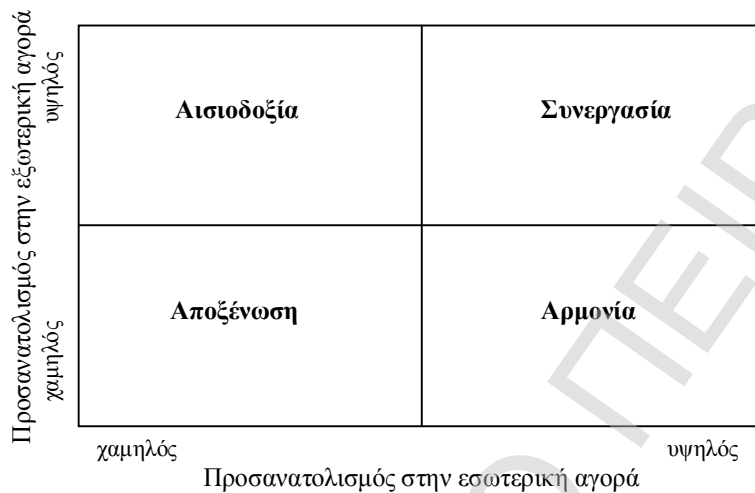 Προσανατολισμός στην εξωτερική αγορά
υψηλός
χαμηλός
Αισιοδοξία
Συνεργασία
Αποξένωση
Αρμονία
χαμηλός
υψηλός
Προσανατολισμός στην εσωτερική αγορά